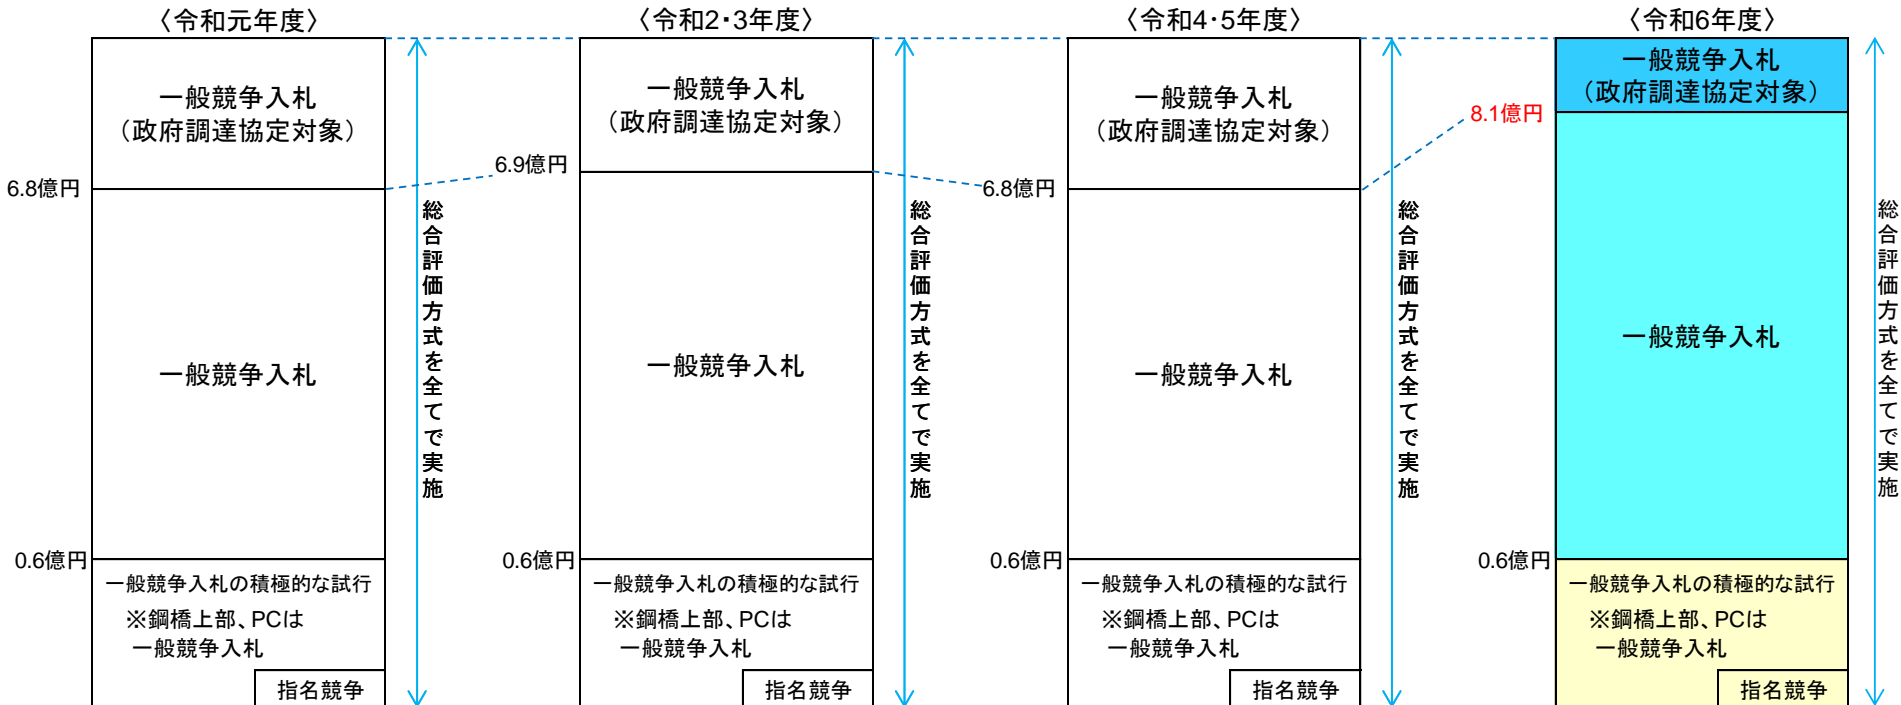 〈令和元年度〉
一般競争入札
（政府調達協定対象）
6.8億円
一般競争入札
0.6億円
一般競争入札の積極的な試行
※鋼橋上部、PCは
一般競争入札
指名競争
総合評価方式を全てで実施
〈令和2・3年度〉
一般競争入札
（政府調達協定対象）
6.9億円
一般競争入札
0.6億円
一般競争入札の積極的な試行
※鋼橋上部、PCは
一般競争入札
指名競争
総合評価方式を全てで実施
〈令和4・5年度〉
一般競争入札
（政府調達協定対象）
6.8億円
一般競争入札
0.6億円
一般競争入札の積極的な試行
※鋼橋上部、PCは
一般競争入札
指名競争
総合評価方式を全てで実施
〈令和6年度〉
一般競争入札
（政府調達協定対象）
8.1億円
一般競争入札
0.6億円
一般競争入札の積極的な試行
※鋼橋上部、PCは
一般競争入札
指名競争
総合評価方式を全てで実施